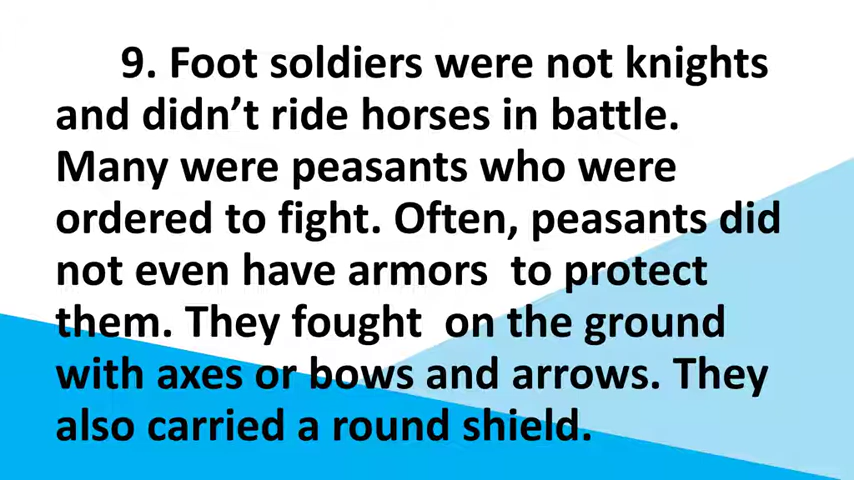 9. Foot soldiers were not knights
and didn’t ride horses in battle.
Many were peasants who were
ordered to fight. Often, peasants did
not even have armors  to protect
them. They fought  on the ground
with axes or bows and arrows. They
also carried a round shield.